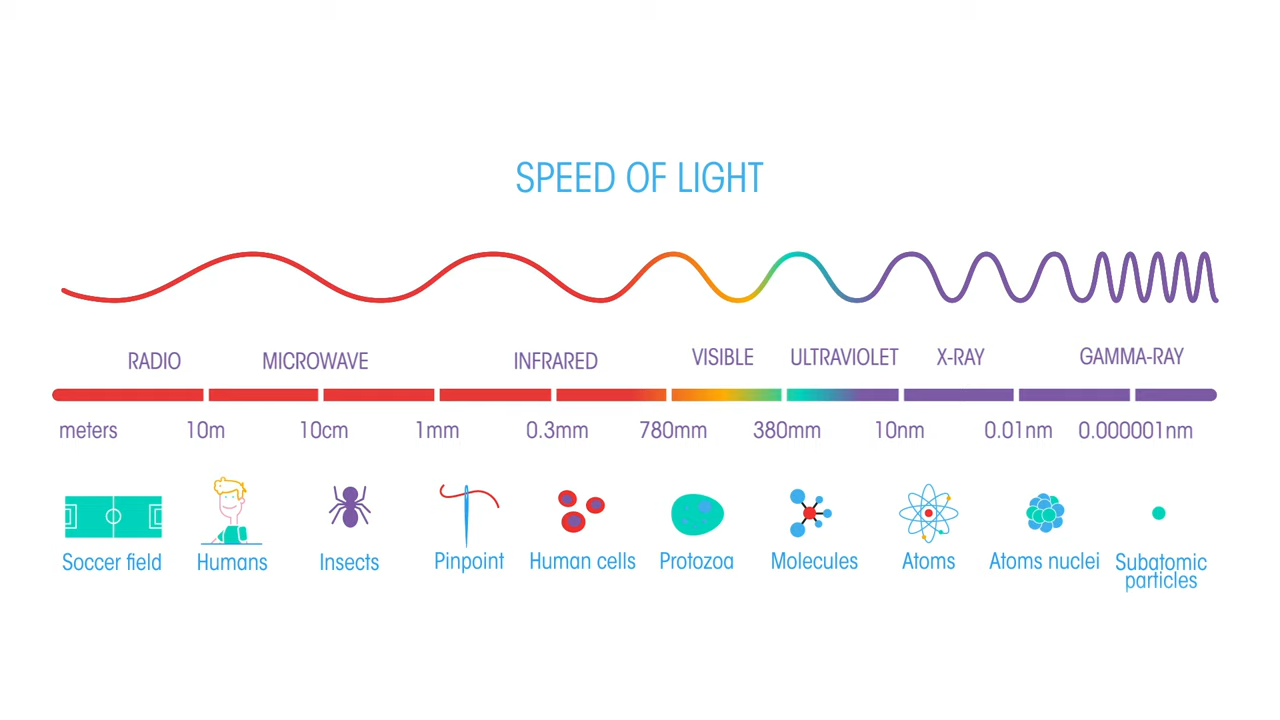 SPEED OF LIGHT
RADIO MICROWAVE INFRARED VISIBLE ULTRAVIOLET X-RAY GAMMA-RAY
meters 10m 10cm 1mm 0.3mm 780mm 380mm 10nm 0.01nm 0.000001nm
Soccer field Humans Insects Pinpoint Human cells Protozoa Molecules Atoms Atoms nuclei Subatomic
particles